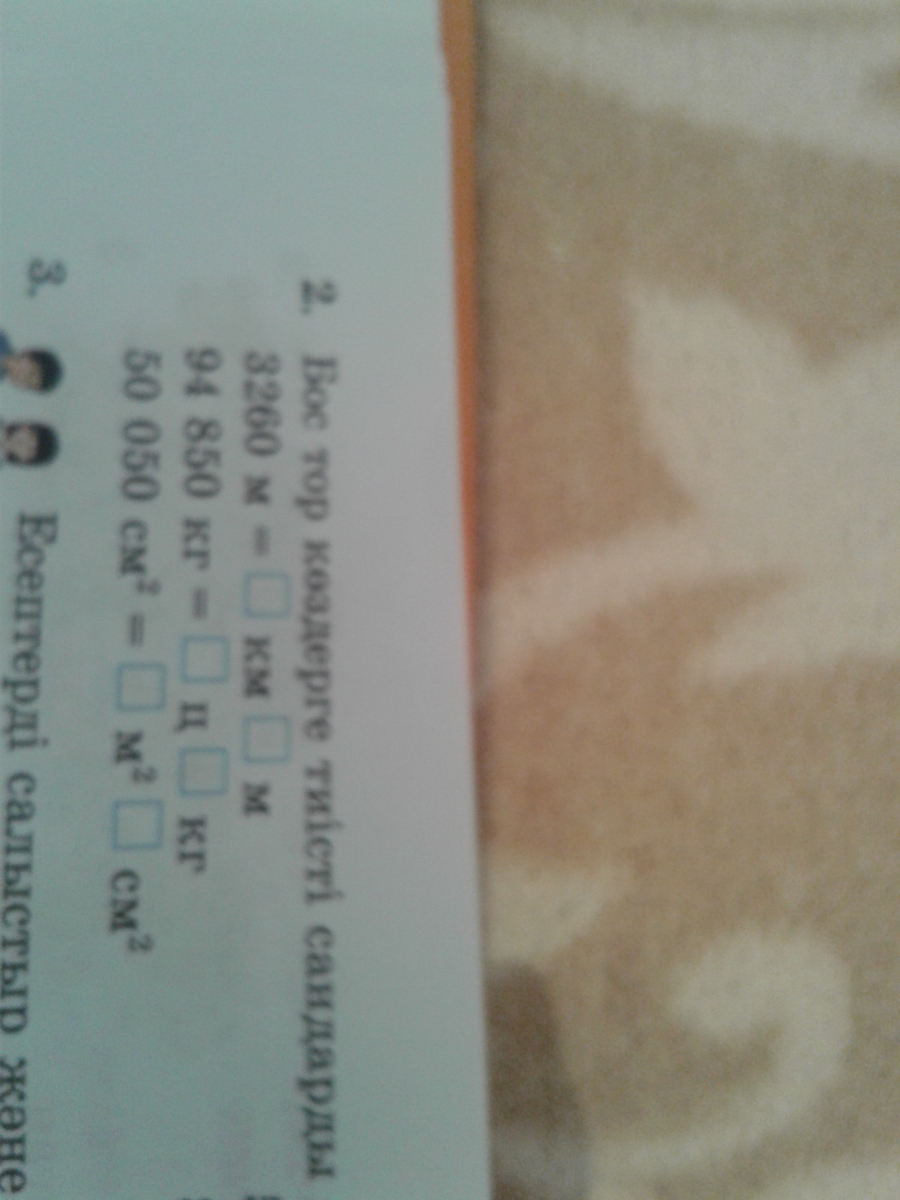 2. Бос тор көздерге тиісті сандарды
3260 м = □ км □ м
94 850 кг = □ ц □ кг
50 050 см² = □ м² □ см²
3. Есептерді салыстыр және